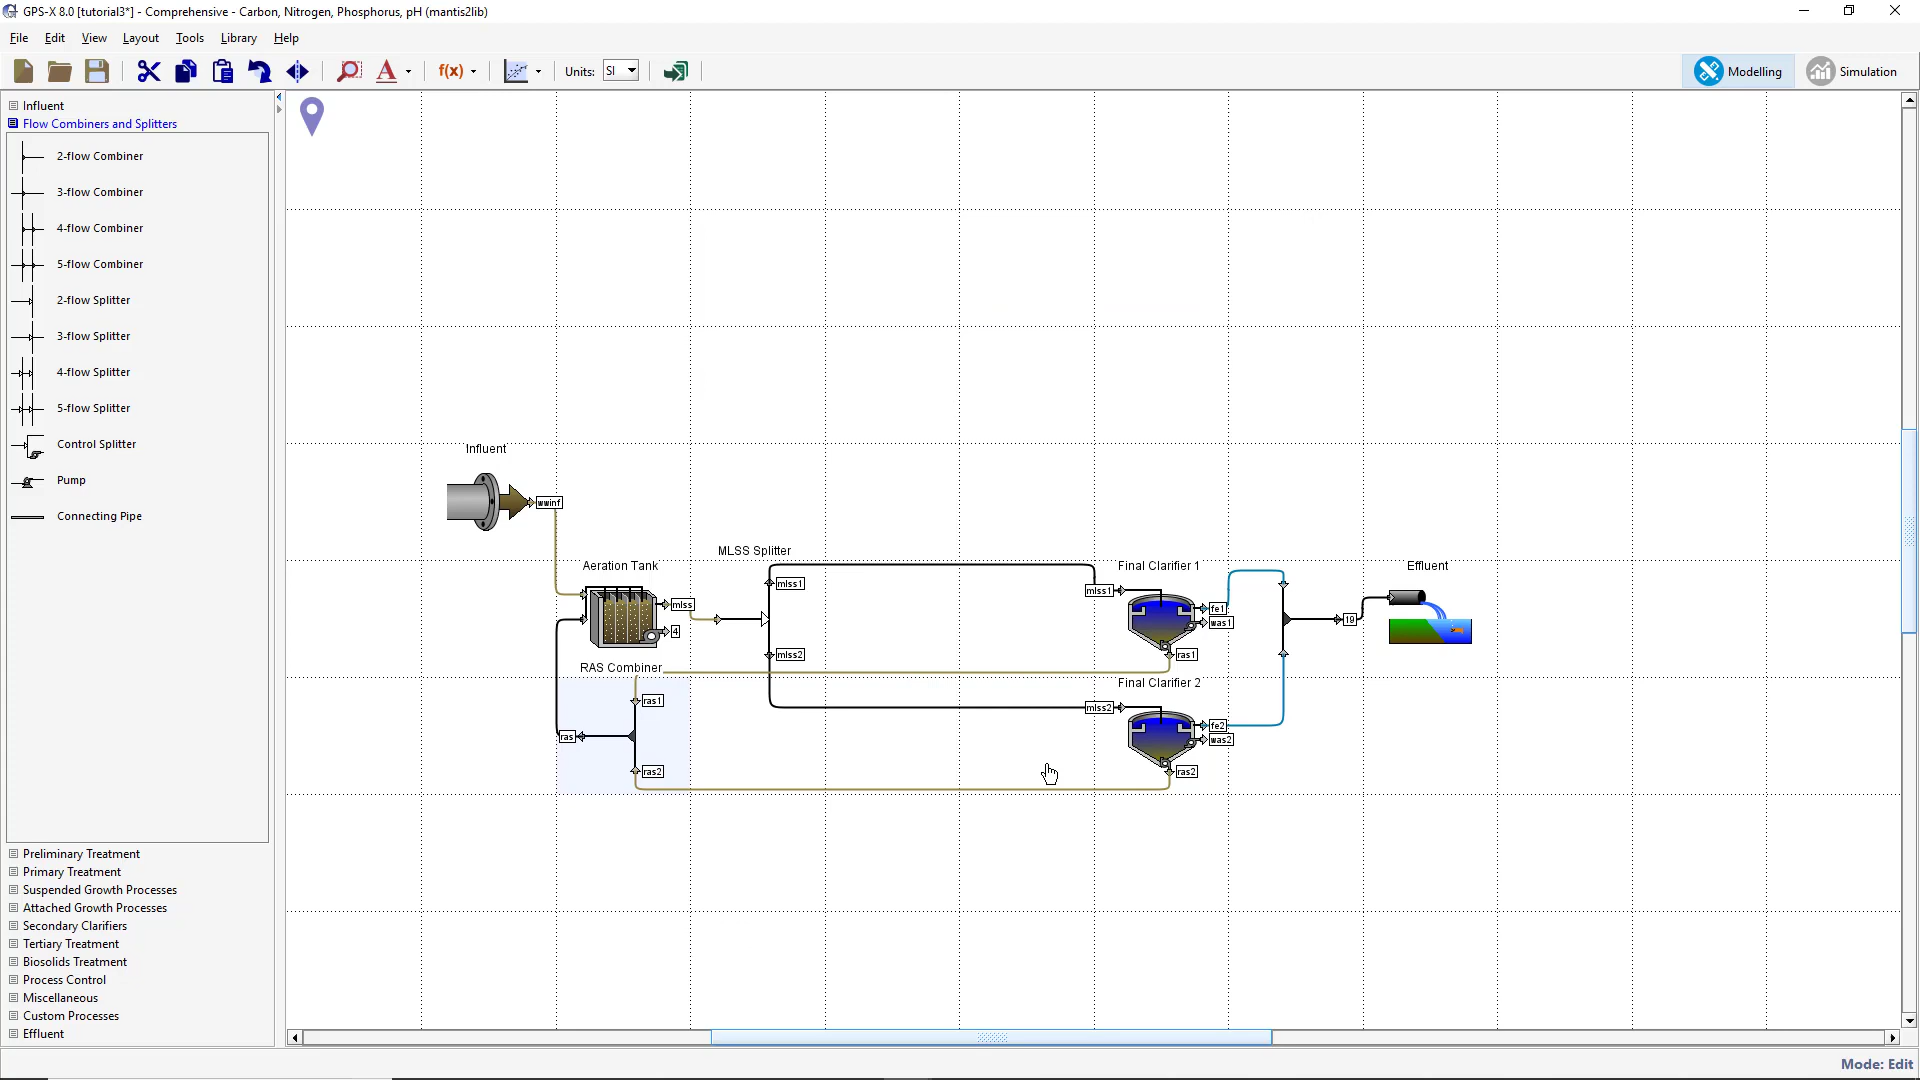 GPS-X 8.0 [tutorial3*] - Comprehensive - Carbon, Nitrogen, Phosphorus, pH (mantis2lib)
File Edit View Layout Tools Library Help
A f(x) Units: SI Modelling Simulation
Influent
Flow Combiners and Splitters
2-flow Combiner
3-flow Combiner
4-flow Combiner
5-flow Combiner
2-flow Splitter
3-flow Splitter
4-flow Splitter
5-flow Splitter
Control Splitter
Pump
Connecting Pipe
Preliminary Treatment
Primary Treatment
Suspended Growth Processes
Attached Growth Processes
Secondary Clarifiers
Tertiary Treatment
Biosolids Treatment
Process Control
Miscellaneous
Custom Processes
Effluent
Influent
wwinf
MLSS Splitter
Aeration Tank
Final Clarifier 1
Effluent
mlss1
mlss1
mlss
fe1
19
was1
4
mlss2
ras1
RAS Combiner
Final Clarifier 2
ras1
mlss2
fe2
ras
was2
ras2
ras2
Mode: Edit